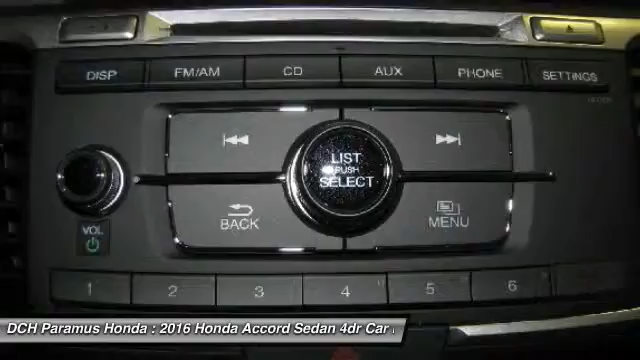 DISP
FM/AM
CD
AUX
PHONE
SETTINGS
LIST
PUSH
SELECT
BACK
MENU
VOL
1
2
3
4
5
6
DCH Paramus Honda : 2016 Honda Accord Sedan 4dr Car